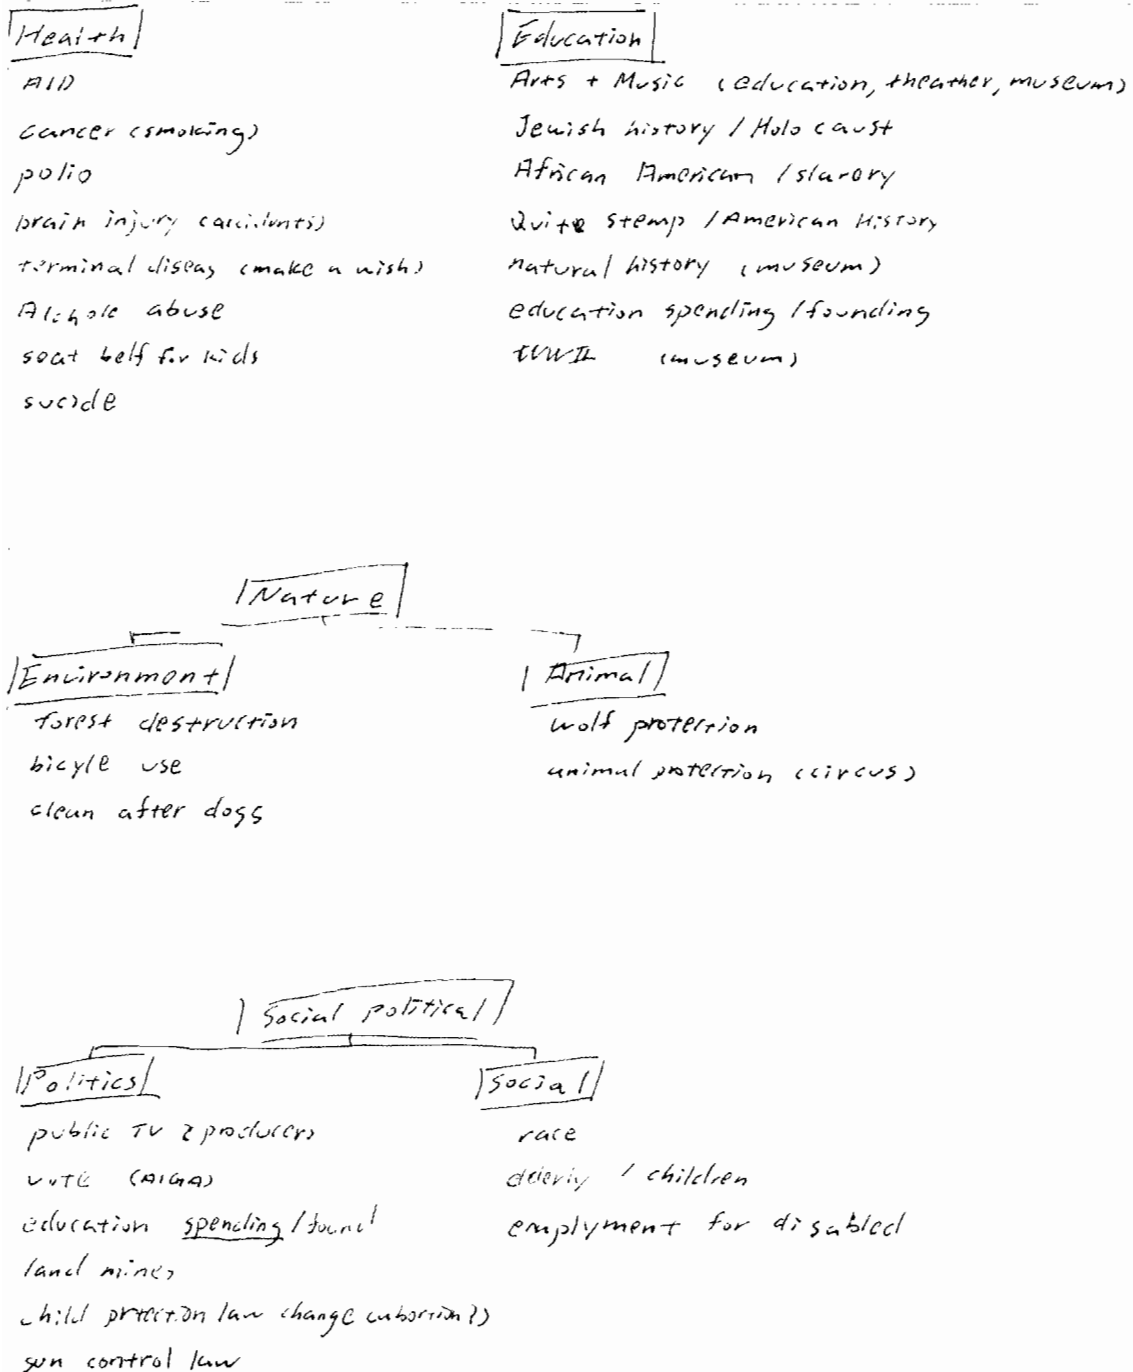 Health
AID
cancer (smoking)
polio
brain injury (accidents)
terminal diseas (make a wish)
Alchole abuse
seat belf for kids
sucide
Education
Arts + Music (education, theather, museum)
Jewish history / Holocaust
African American / slavery
Quite stemp / American History
natural history (museum)
education spending / founding
WWII (museum)
Nature
Environment
forest destruction
bicyle use
clean after dogs
Animal
wolf protection
animal protection (circus)
Social political
Politics
public TV & producers
vote (AIGA)
education spending / found
land mines
child prtection law change (abortion?)
gun control law
Social
race
elderly / children
emplyment for disabled